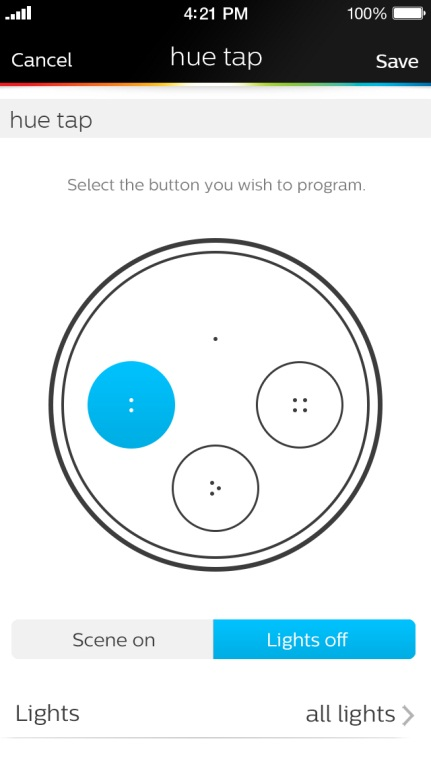 4:21 PM 100%
Cancel hue tap Save
hue tap
Select the button you wish to program.
Scene on Lights off
Lights all lights